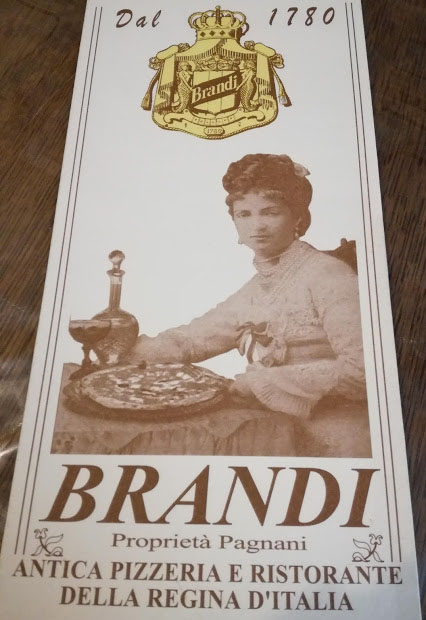 Dal 1780
Brandi
1780
BRANDI
Proprietà Pagnani
ANTICA PIZZERIA E RISTORANTE
DELLA REGINA D'ITALIA